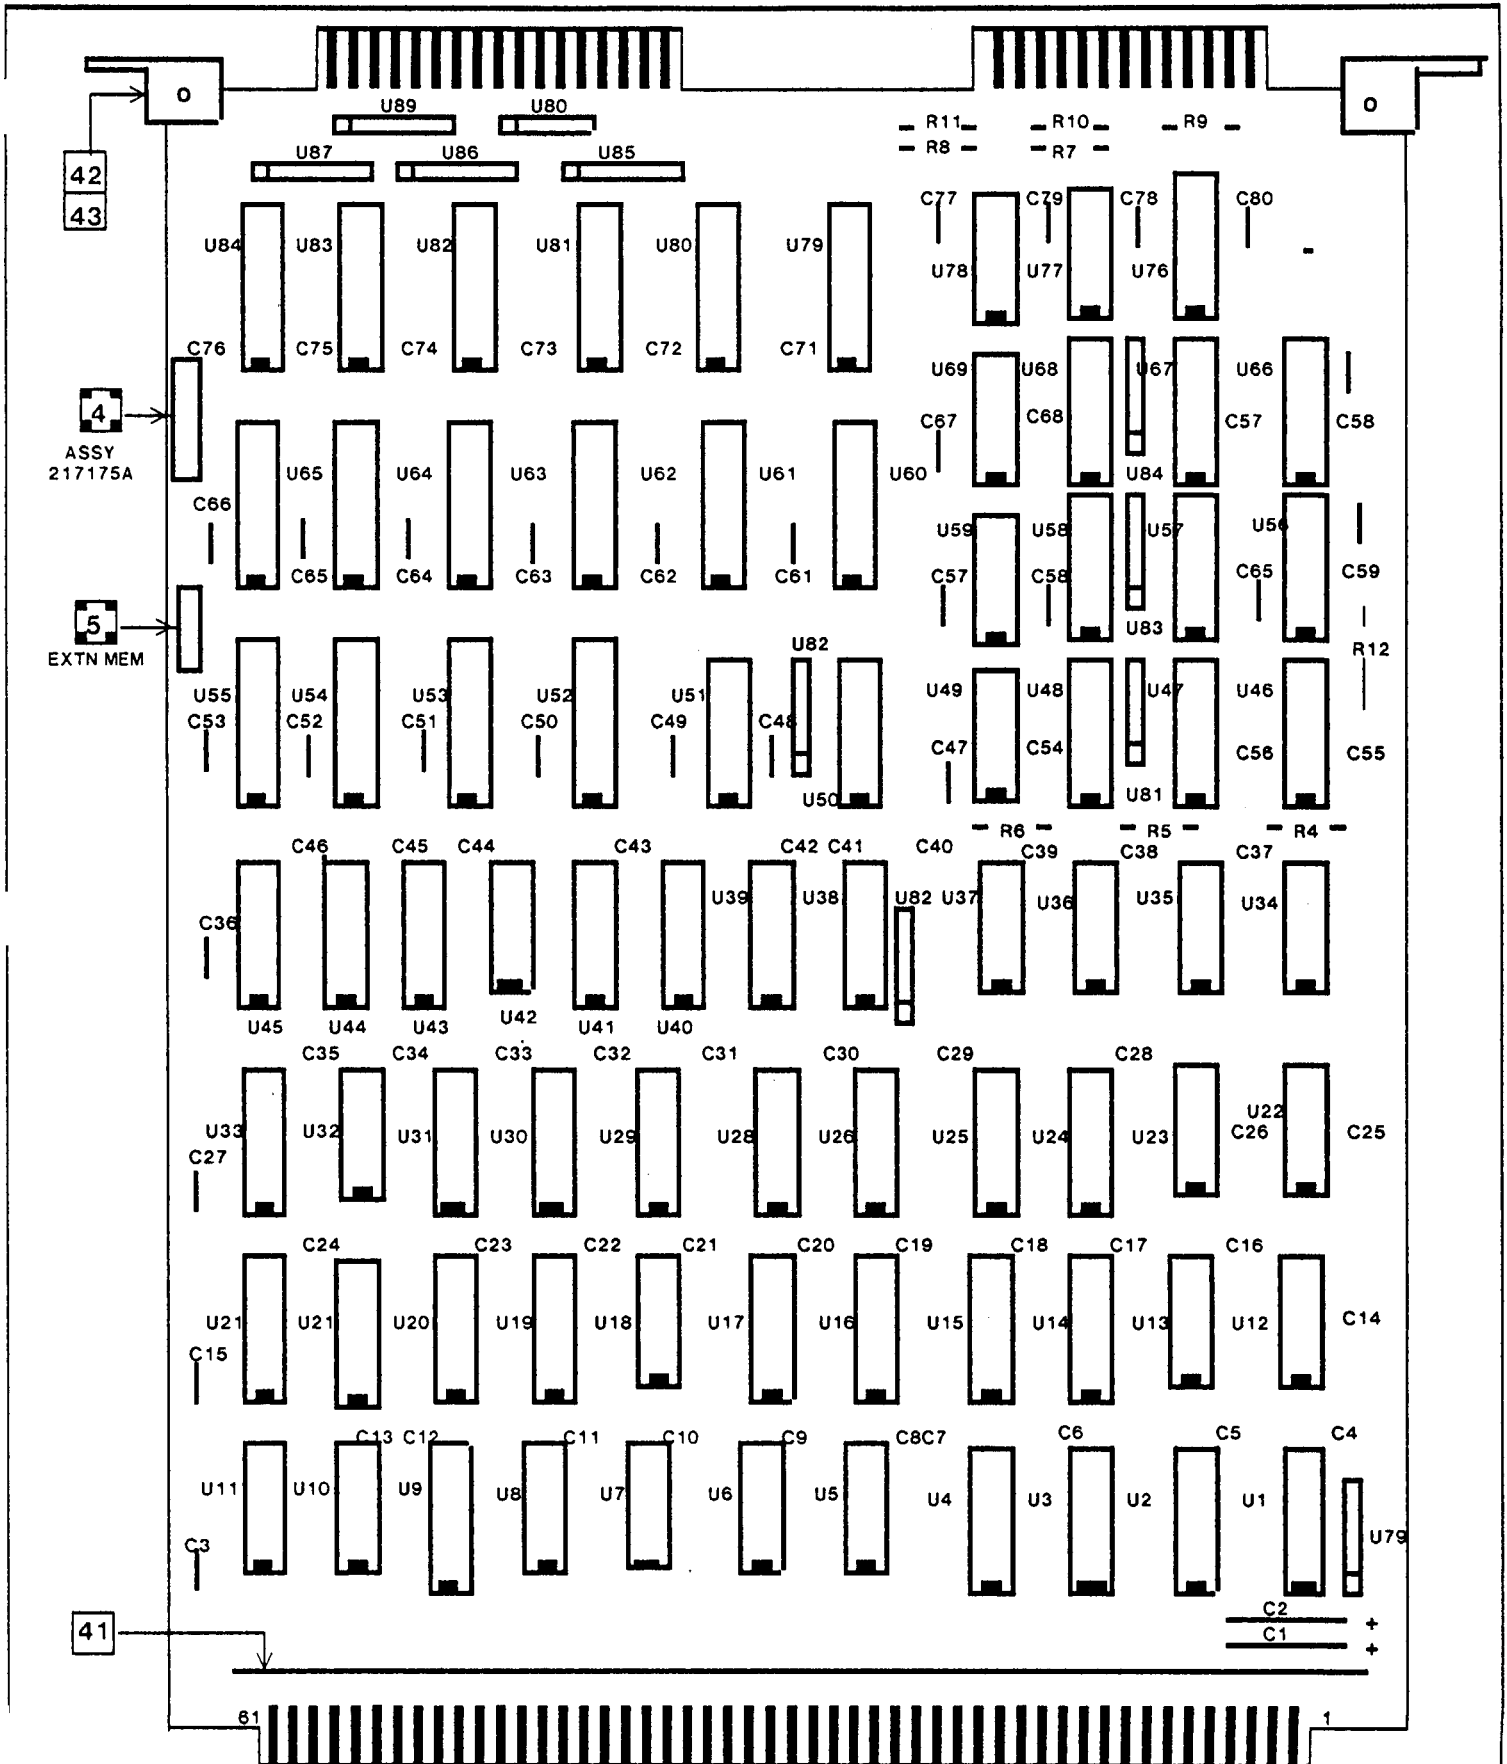 U89 U80
O O
R11 R10 R9
R8 R7
U87 U86 U85
42
43
C77 C79 C78 C80
U84 U83 U82 U81 U80 U79
U78 U77 U76
C76 C75 C74 C73 C72 C71
U69 U68 U67 U66
4
C67 C68 C57 C58
ASSY
217175A
U65 U64 U63 U62 U61 U60 U84
C66
U59 U58 U57 U56
C65 C64 C63 C62 C61 C57 C58 C65 C59
5
U83
EXTN MEM
U82 R12
U55 U54 U53 U52 U51 U49 U48 U47 U46
C53 C52 C51 C50 C49 C48
C47 C54 C56 C55
U50 U81
R6 R5 R4
C46 C45 C44 C43 C42 C41 C40 C39 C38 C37
U39 U38 U82 U37 U36 U35 U34
C36
U45 U44 U43 U42 U41 U40
C35 C34 C33 C32 C31 C30 C29 C28
U22
U33 U32 U31 U30 U29 U28 U26 U25 U24 U23 C26 C25
C27
C24 C23 C22 C21 C20 C19 C18 C17 C16
U21 U21 U20 U19 U18 U17 U16 U15 U14 U13 U12 C14
C15
C13 C12 C11 C10 C9 C8C7 C6 C5 C4
U11 U10 U9 U8 U7 U6 U5 U4 U3 U2 U1
U79
C3
C2 +
41
C1 +
61 1